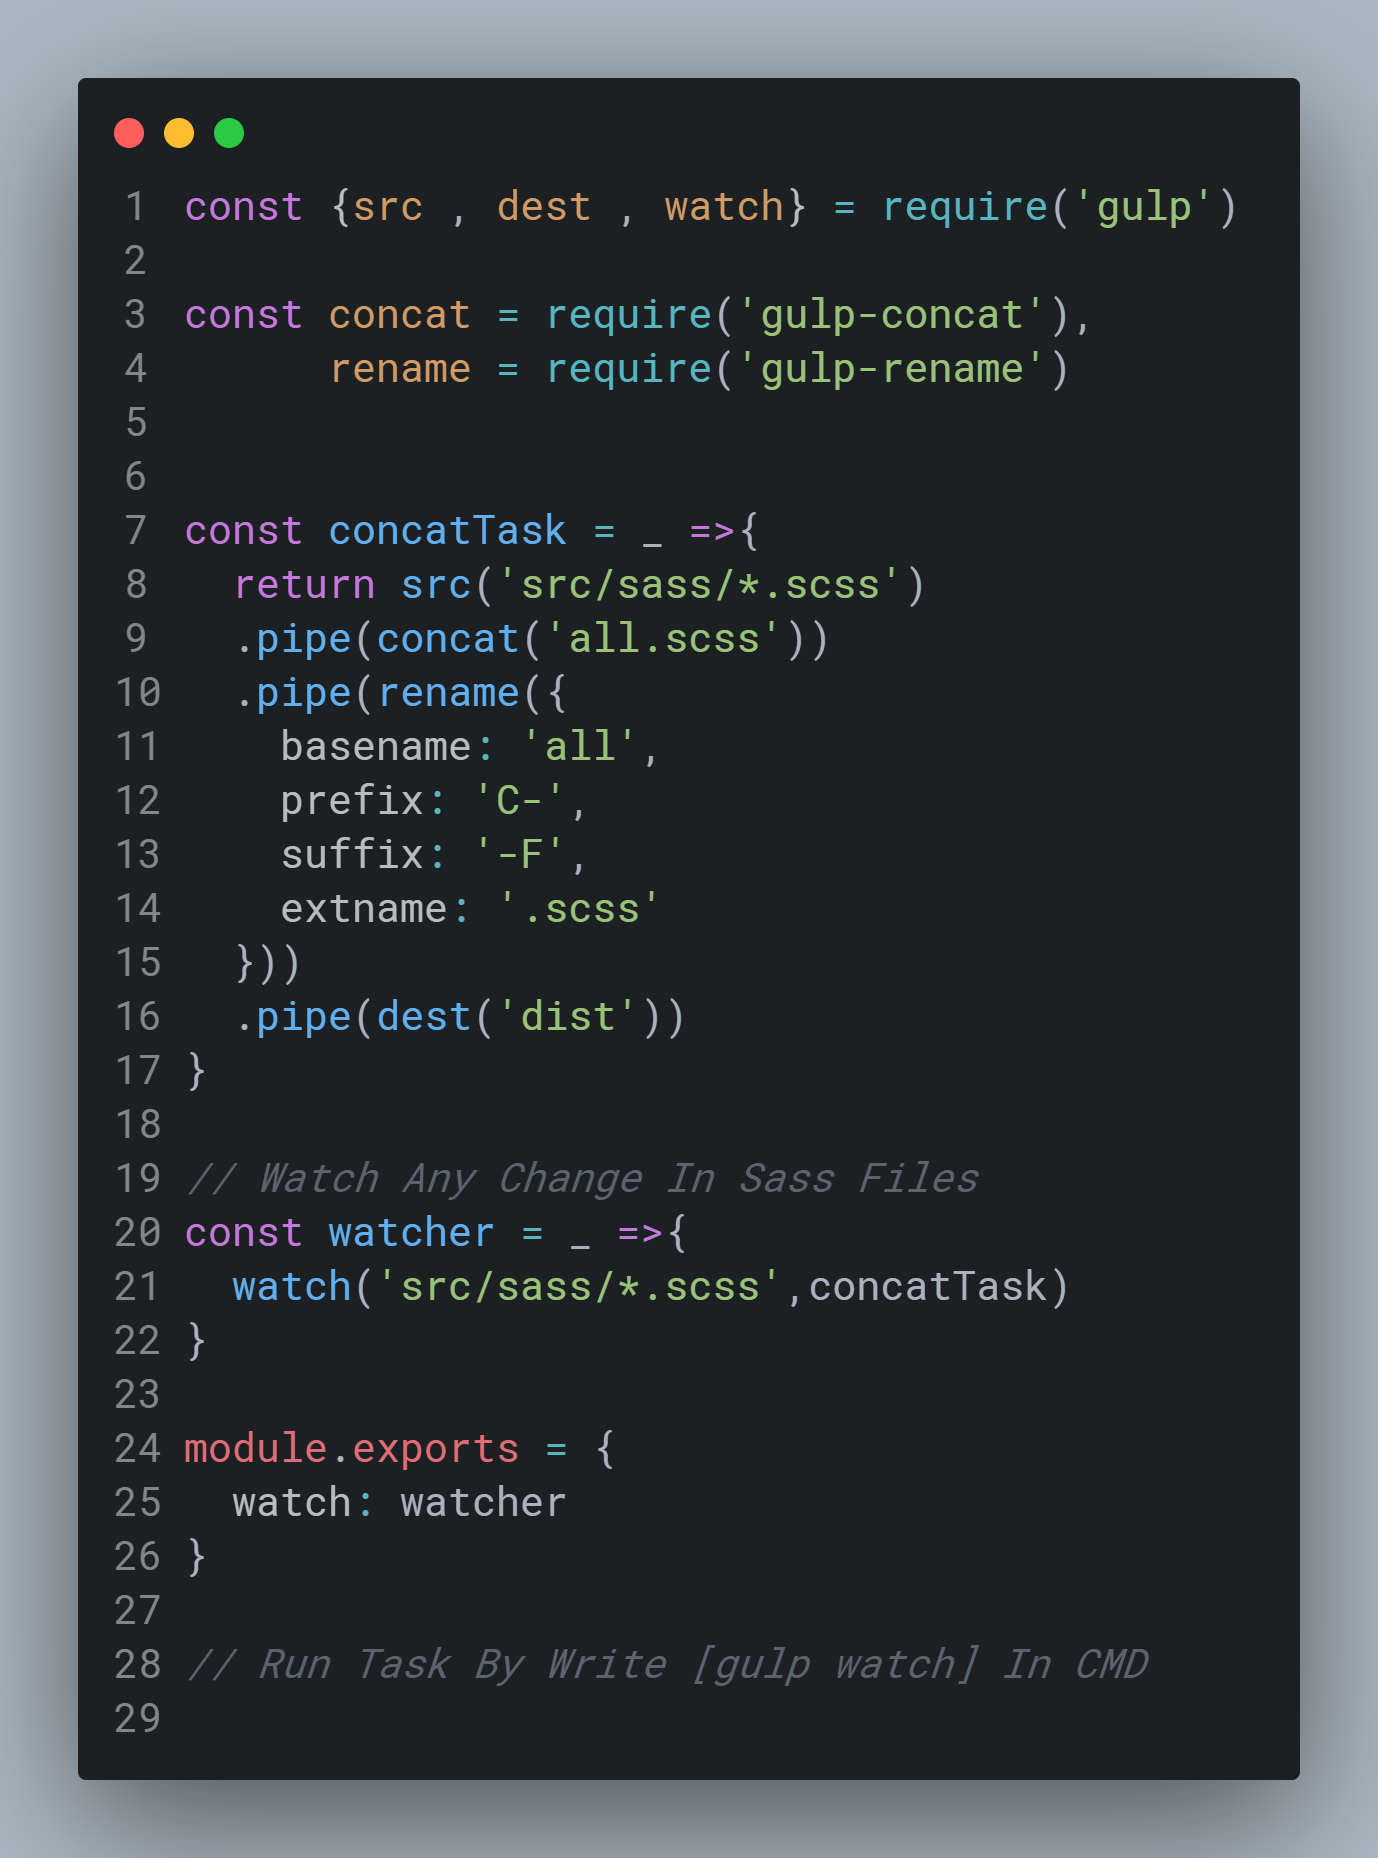 1 const {src , dest , watch} = require('gulp')
2
3 const concat = require('gulp-concat'),
4       rename = require('gulp-rename')
5
6
7 const concatTask = _ =>{
8   return src('src/sass/*.scss')
9   .pipe(concat('all.scss'))
10   .pipe(rename({
11     basename: 'all',
12     prefix: 'C-',
13     suffix: '-F',
14     extname: '.scss'
15   }))
16   .pipe(dest('dist'))
17 }
18
19 // Watch Any Change In Sass Files
20 const watcher = _ =>{
21   watch('src/sass/*.scss',concatTask)
22 }
23
24 module.exports = {
25   watch: watcher
26 }
27
28 // Run Task By Write [gulp watch] In CMD
29